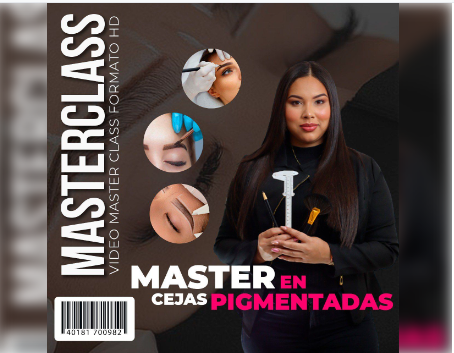 MASTERCLASS
VIDEO MASTER CLASS FORMATO HD
MASTER EN
CEJAS PIGMENTADAS
40181 700982